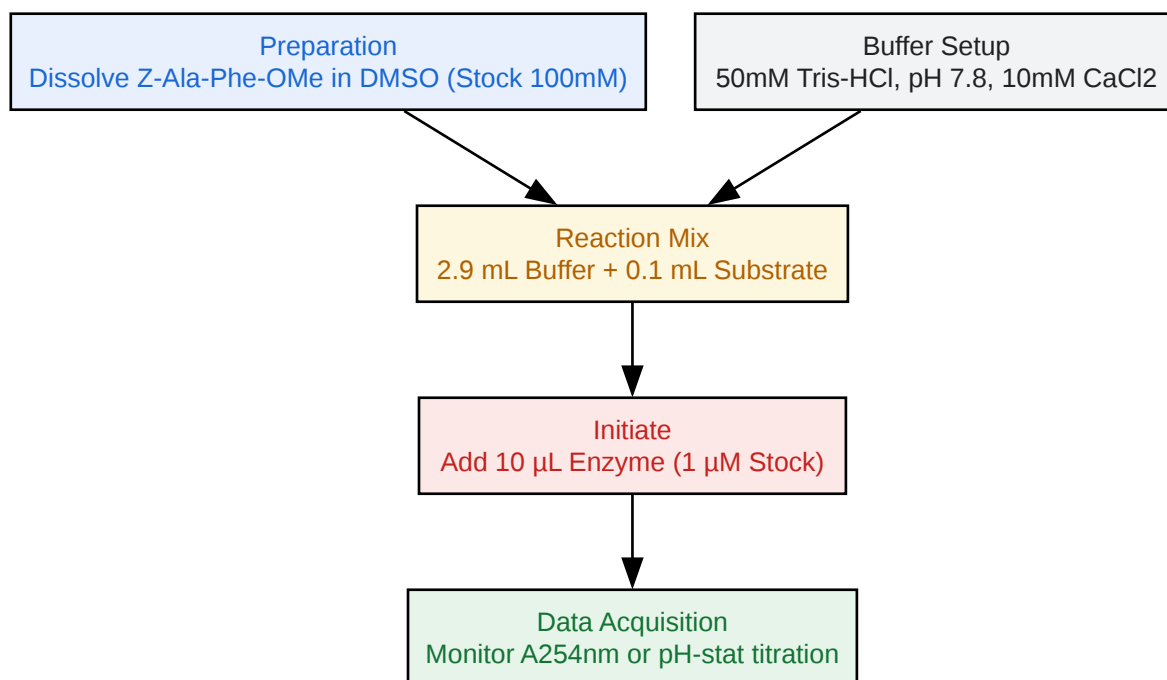 Preparation
Dissolve Z-Ala-Phe-OMe in DMSO (Stock 100mM)
Buffer Setup
50mM Tris-HCl, pH 7.8, 10mM CaCl2
Reaction Mix
2.9 mL Buffer + 0.1 mL Substrate
Initiate
Add 10 µL Enzyme (1 µM Stock)
Data Acquisition
Monitor A254nm or pH-stat titration